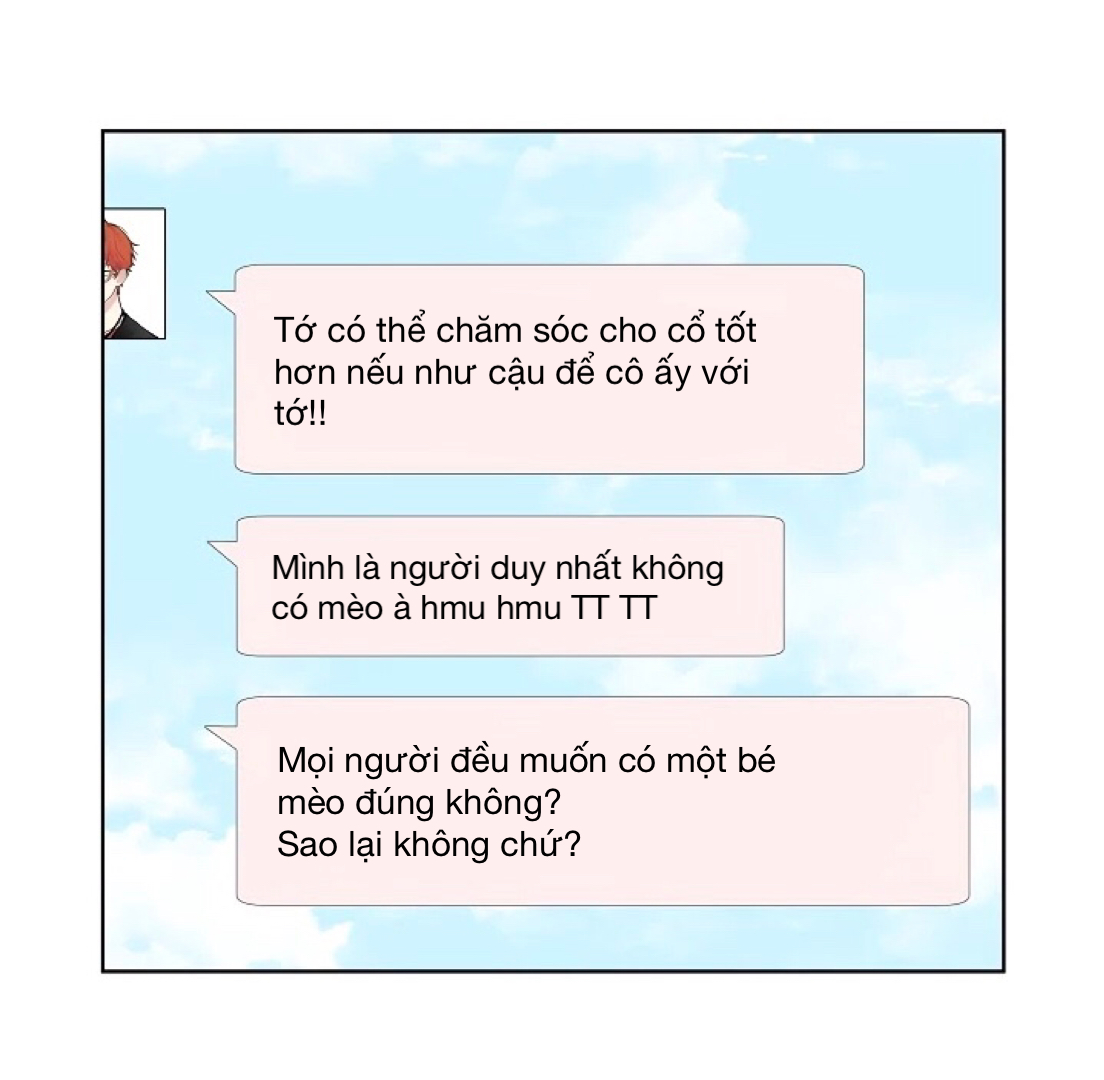 Tớ có thể chăm sóc cho cổ tốt
hơn nếu như cậu để cô ấy với
tớ!!
Mình là người duy nhất không
có mèo à hmu hmu TT TT
Mọi người đều muốn có một bé
mèo đúng không?
Sao lại không chứ?